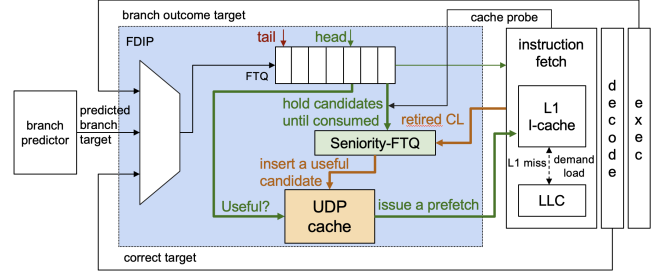 branch outcome target
cache probe
FDIP
tail
head
FTQ
instruction
fetch
decode
exec
branch
predictor
predicted
branch
target
hold candidates
until consumed
retired CL
L1
I-cache
Seniority-FTQ
insert a useful
candidate
L1 miss
demand
load
Useful?
UDP
cache
issue a prefetch
LLC
correct target